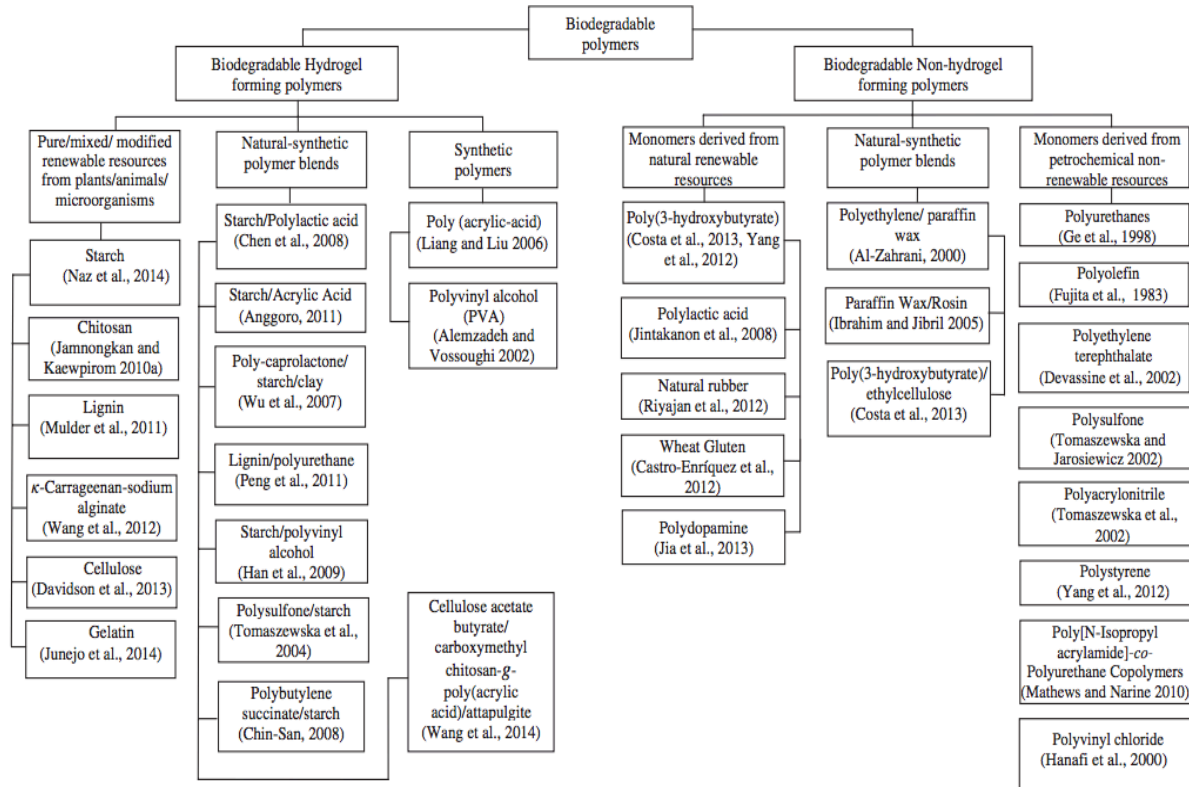 Biodegradable
polymers
Biodegradable Hydrogel
forming polymers
Pure/mixed/ modified
renewable resources
from plants/animals/
microorganisms
Starch
(Naz et al., 2014)
Chitosan
(Jamnongkan and
Kaewpirom 2010a)
Lignin
(Mulder et al., 2011)
κ-Carrageenan-sodium
alginate
(Wang et al., 2012)
Cellulose
(Davidson et al., 2013)
Gelatin
(Junejo et al., 2014)
Natural-synthetic
polymer blends
Starch/Polylactic acid
(Chen et al., 2008)
Starch/Acrylic Acid
(Anggoro, 2011)
Poly-caprolactone/
starch/clay
(Wu et al., 2007)
Lignin/polyurethane
(Peng et al., 2011)
Starch/polyvinyl
alcohol
(Han et al., 2009)
Polysulfone/starch
(Tomaszewska et al.,
2004)
Polybutylene
succinate/starch
(Chin-San, 2008)
Cellulose acetate
butyrate/
carboxymethyl
chitosan-g-
poly(acrylic
acid)/attapulgite
(Wang et al., 2014)
Synthetic
polymers
Poly (acrylic-acid)
(Liang and Liu 2006)
Polyvinyl alcohol
(PVA)
(Alemzadeh and
Vossoughi 2002)
Biodegradable Non-hydrogel
forming polymers
Monomers derived from
natural renewable
resources
Poly(3-hydroxybutyrate)
(Costa et al., 2013, Yang
et al., 2012)
Polylactic acid
(Jintakanon et al., 2008)
Natural rubber
(Riyajan et al., 2012)
Wheat Gluten
(Castro-Enríquez et al.,
2012)
Polydopamine
(Jia et al., 2013)
Natural-synthetic
polymer blends
Polyethylene/ paraffin
wax
(Al-Zahrani, 2000)
Paraffin Wax/Rosin
(Ibrahim and Jibril 2005)
Poly(3-hydroxybutyrate)/
ethylcellulose
(Costa et al., 2013)
Monomers derived from
petrochemical non-
renewable resources
Polyurethanes
(Ge et al., 1998)
Polyolefin
(Fujita et al., 1983)
Polyethylene
terephthalate
(Devassine et al., 2002)
Polysulfone
(Tomaszewska and
Jarosiewicz 2002)
Polyacrylonitrile
(Tomaszewska et al.,
2002)
Polystyrene
(Yang et al., 2012)
Poly[N-Isopropyl
acrylamide]-co-
Polyurethane Copolymers
(Mathews and Narine 2010)
Polyvinyl chloride
(Hanafi et al., 2000)